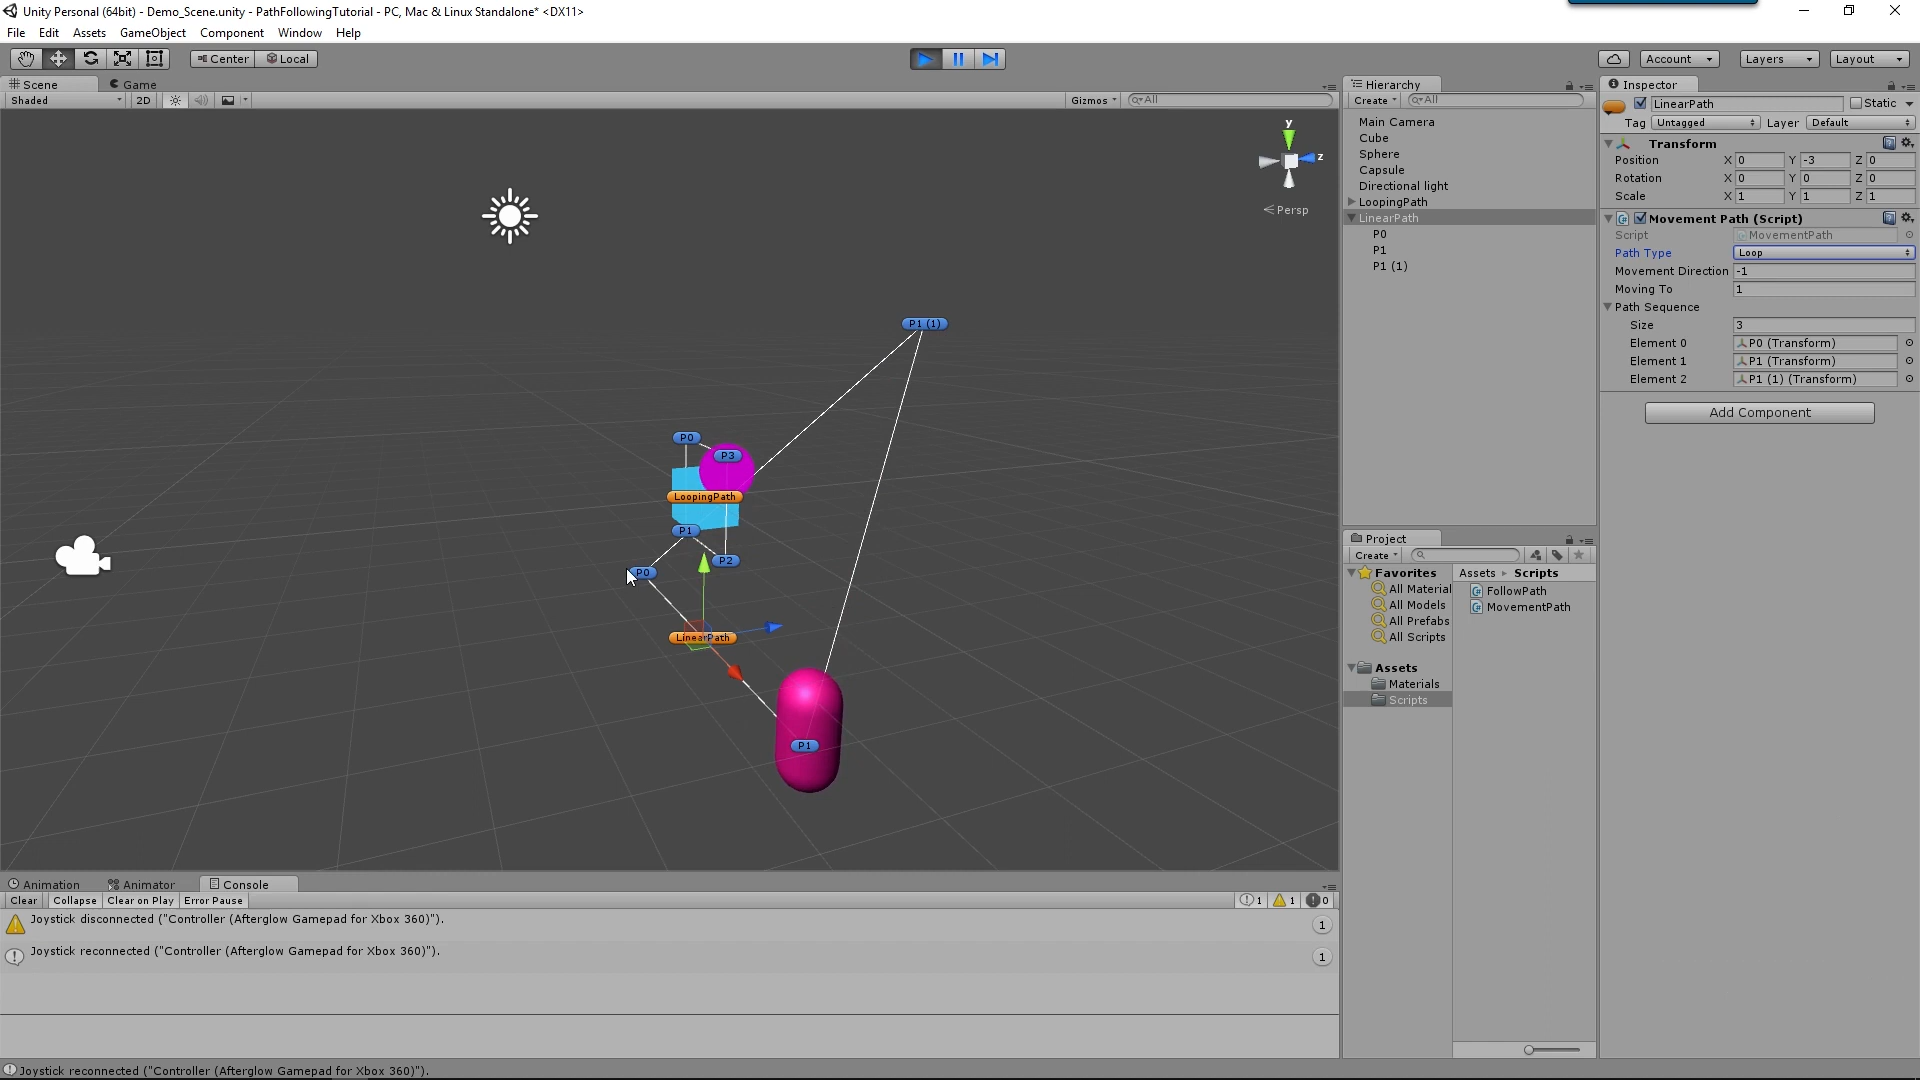 Unity Personal (64bit) - Demo_Scene.unity - PathFollowingTutorial - PC, Mac & Linux Standalone* <DX11>
File Edit Assets GameObject Component Window Help
Center Local
Account Layers Layout
Scene Game
Shaded 2D Gizmos All
y
z
Persp
P1 (1)
P0
P3
LoopingPath
P1
P2
P0
LinearPath
P1
Hierarchy
Create All
Main Camera
Cube
Sphere
Capsule
Directional light
LoopingPath
LinearPath
P0
P1
P1 (1)
Project
Create
Favorites
All Material
All Models
All Prefabs
All Scripts
Assets
Materials
Scripts
Assets Scripts
FollowPath
MovementPath
Inspector
LinearPath Static
Tag Untagged Layer Default
Transform
Position X 0 Y -3 Z 0
Rotation X 0 Y 0 Z 0
Scale X 1 Y 1 Z 1
Movement Path (Script)
Script MovementPath
Path Type Loop
Movement Direction -1
Moving To 1
Path Sequence
Size 3
Element 0 P0 (Transform)
Element 1 P1 (Transform)
Element 2 P1 (1) (Transform)
Add Component
Animation Animator Console
Clear Collapse Clear on Play Error Pause 1 1 0
Joystick disconnected ("Controller (Afterglow Gamepad for Xbox 360)"). 1
Joystick reconnected ("Controller (Afterglow Gamepad for Xbox 360)"). 1
Joystick reconnected ("Controller (Afterglow Gamepad for Xbox 360)").